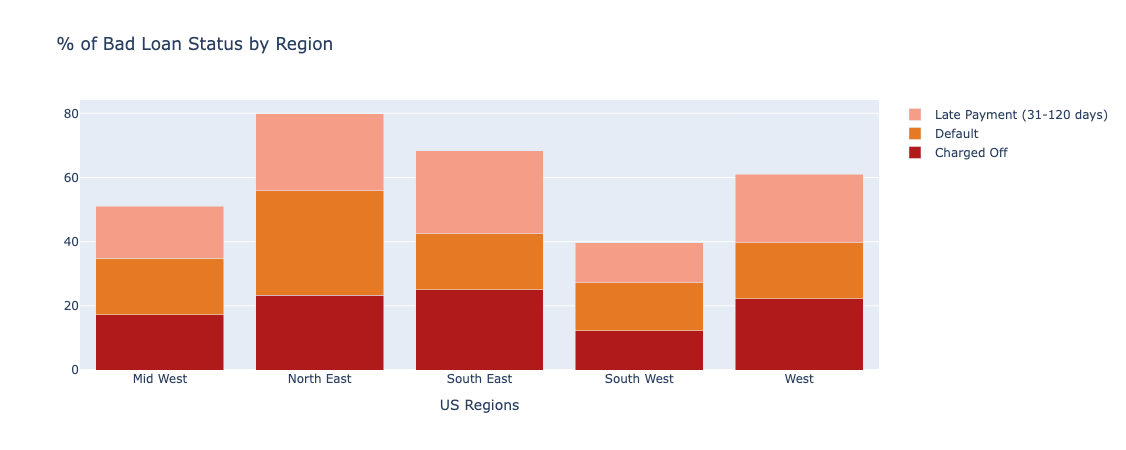 % of Bad Loan Status by Region
80
60
40
20
0
Mid West North East South East South West West
US Regions
Late Payment (31-120 days)
Default
Charged Off